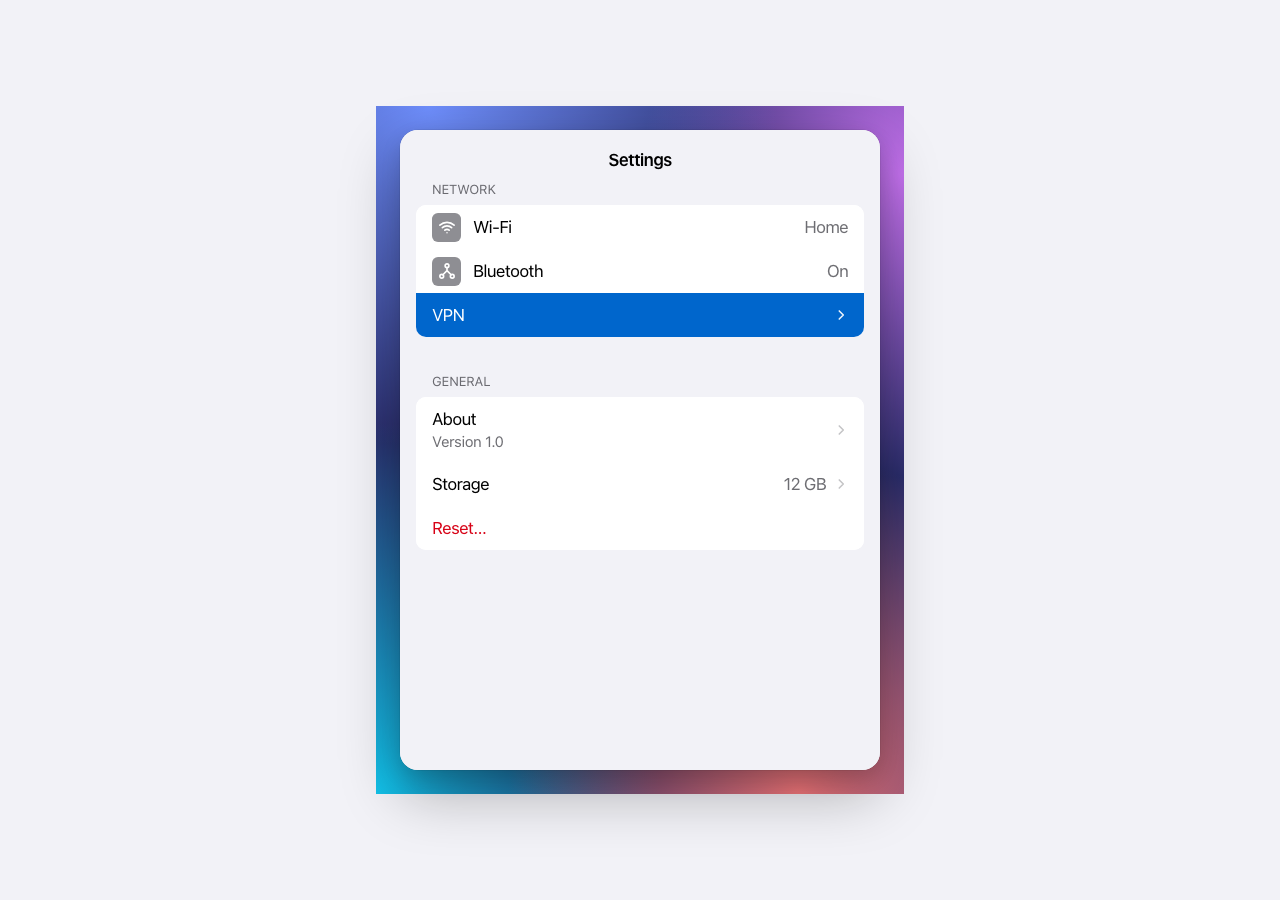 Settings
NETWORK
Wi-Fi Home
Bluetooth On
VPN
GENERAL
About
Version 1.0
Storage 12 GB
Reset…